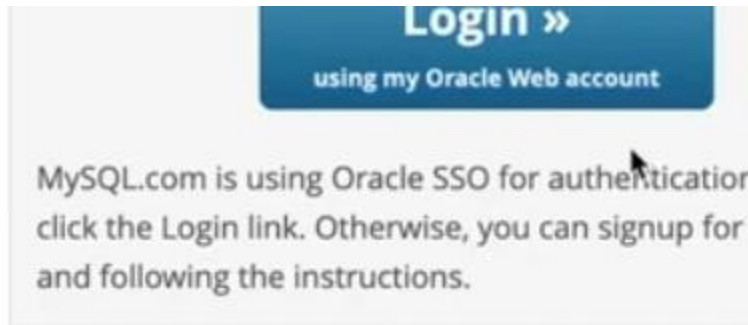 Login »
using my Oracle Web account
MySQL.com is using Oracle SSO for authentication
click the Login link. Otherwise, you can signup for
and following the instructions.